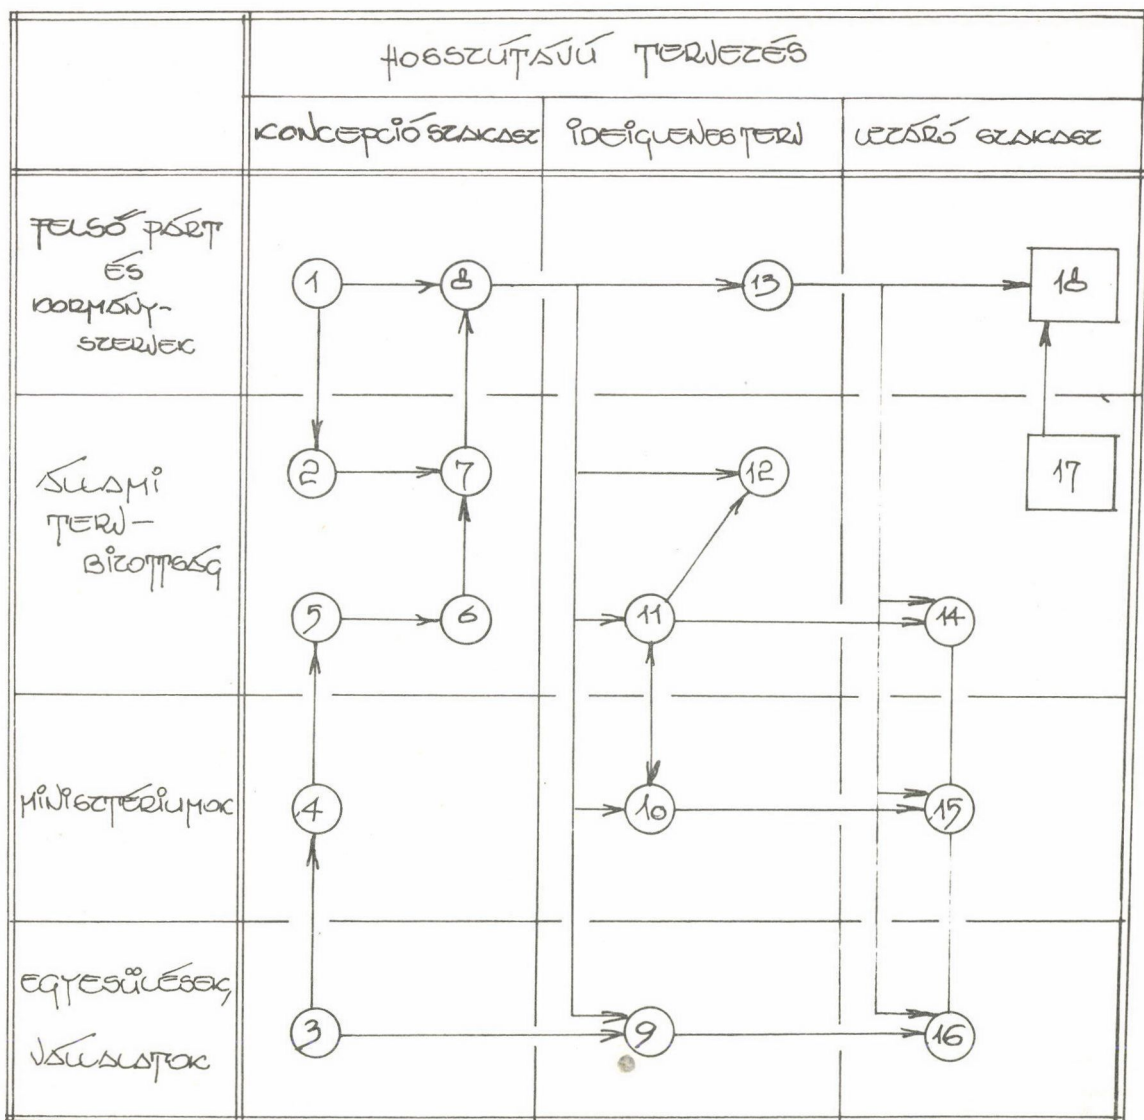 HOSSZÚTÁVÚ TERVEZÉS
KONCEPCIÓ SZAKASZ
IDEIGLENES TERV
LEZÁRÓ SZAKASZ
FELSŐ PÁRT
ÉS
KORMÁNY-
SZERVEK
1
8
13
18
ÁLLAMI
TERV-
BIZOTTSÁG
2
7
12
17
5
6
11
14
MINISZTÉRIUMOK
4
10
15
EGYESÜLÉSEK,
VÁLLALATOK
3
9
16